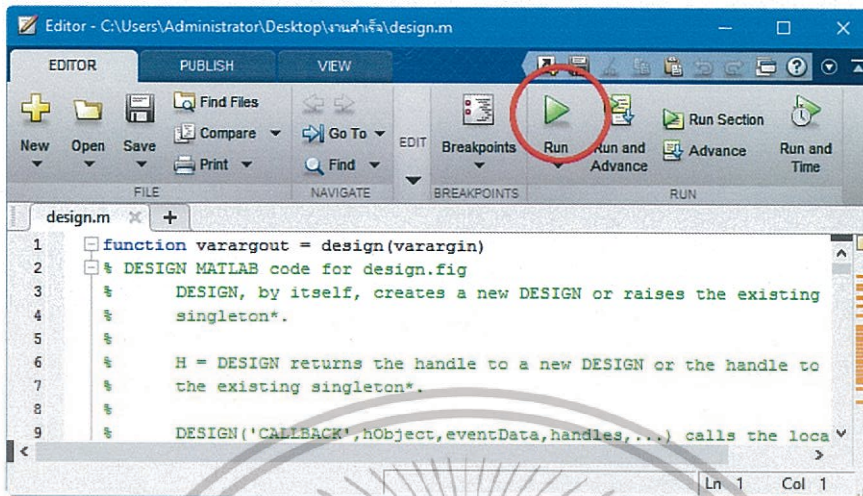 Editor - C:\Users\Administrator\Desktop\งานสำเร็จ\design.m
EDITOR PUBLISH VIEW
New Open Save
Find Files
Compare
Print
Go To
Find
EDIT
Breakpoints
Run
Run and Advance
Run Section
Advance
Run and Time
FILE NAVIGATE BREAKPOINTS RUN
design.m
1 function varargout = design(varargin)
2 % DESIGN MATLAB code for design.fig
3 % DESIGN, by itself, creates a new DESIGN or raises the existing
4 % singleton*.
5 %
6 % H = DESIGN returns the handle to a new DESIGN or the handle to
7 % the existing singleton*.
8 %
9 % DESIGN('CALLBACK',hObject,eventData,handles,...) calls the loca
Ln 1 Col 1